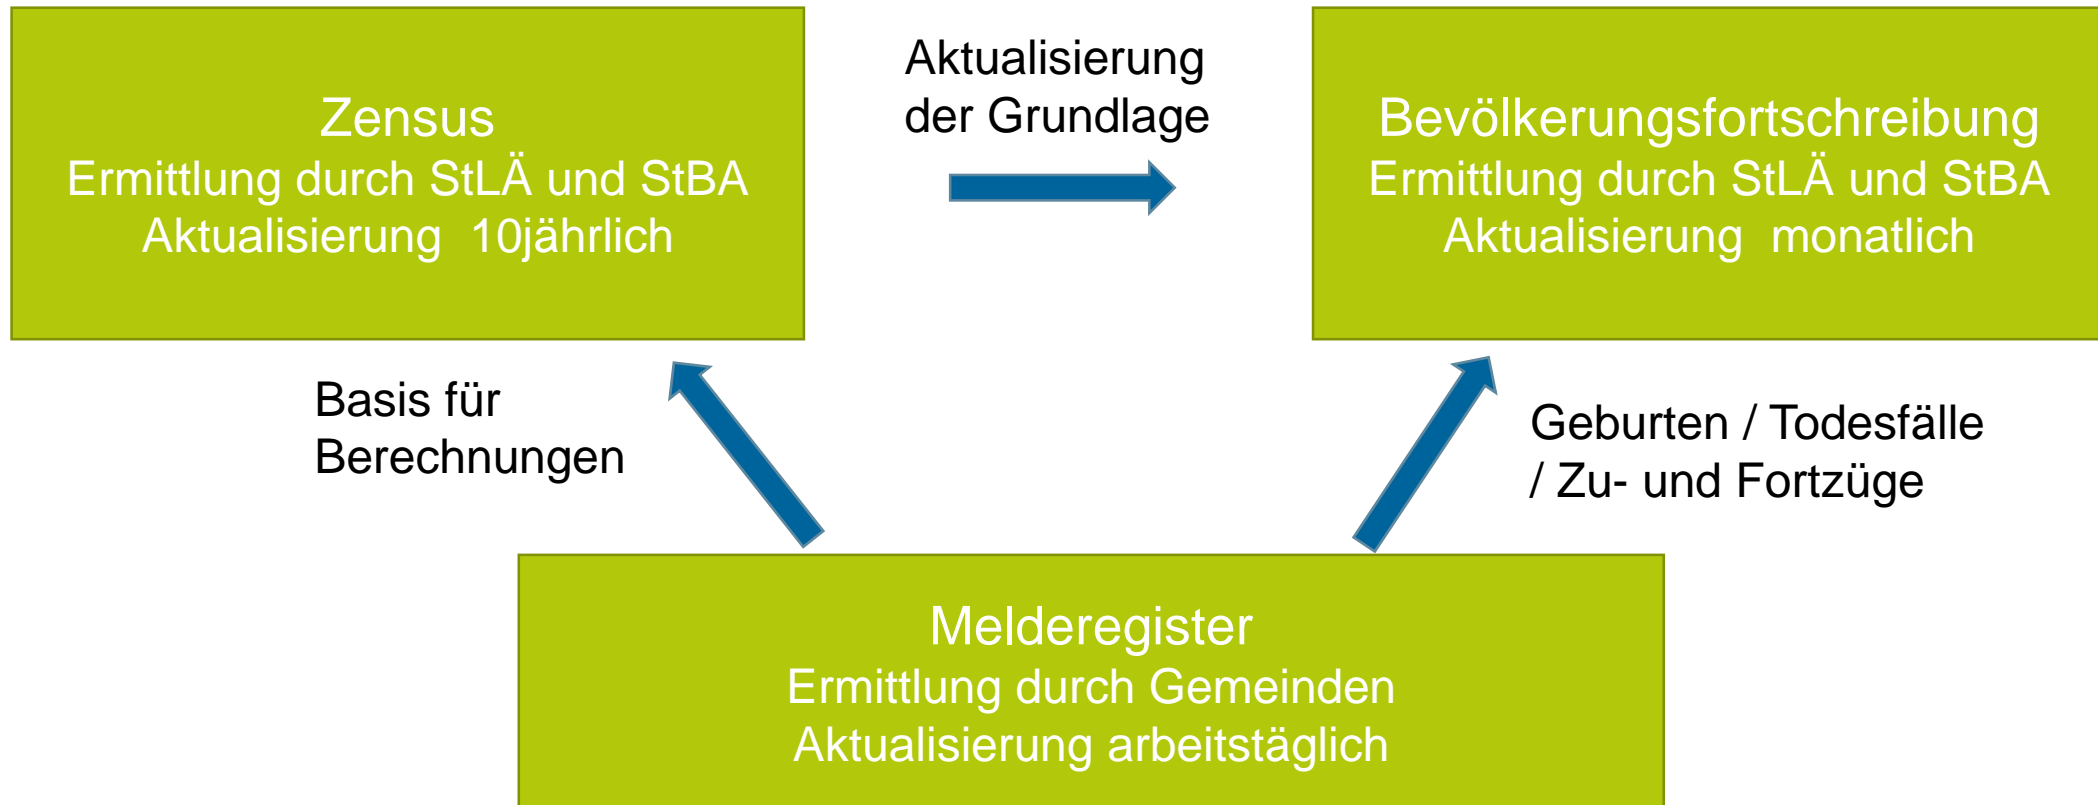 Zensus
Ermittlung durch StLÄ und StBA
Aktualisierung  10jährlich
Aktualisierung
der Grundlage
Bevölkerungsfortschreibung
Ermittlung durch StLÄ und StBA
Aktualisierung  monatlich
Basis für
Berechnungen
Geburten / Todesfälle
/ Zu- und Fortzüge
Melderegister
Ermittlung durch Gemeinden
Aktualisierung arbeitstäglich